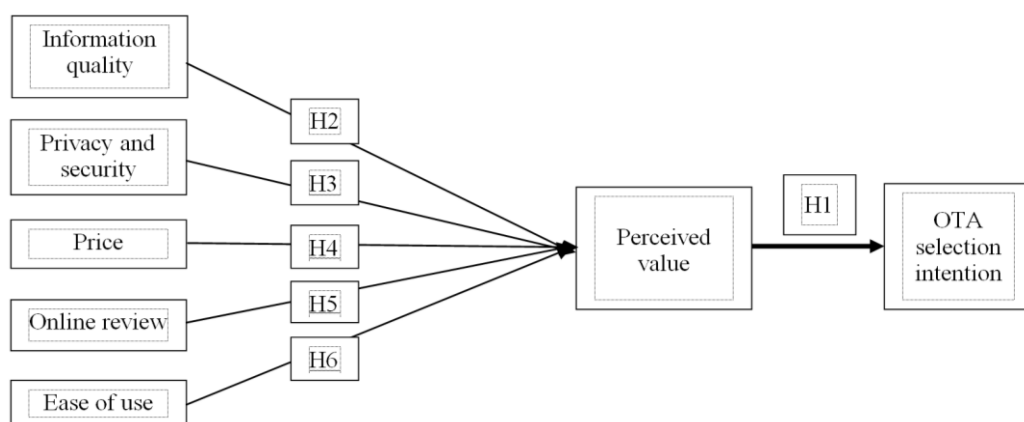 Information
quality
H2
Privacy and
security
H3
Price
H4
Online review
H5
Ease of use
H6
Perceived
value
H1
OTA
selection
intention